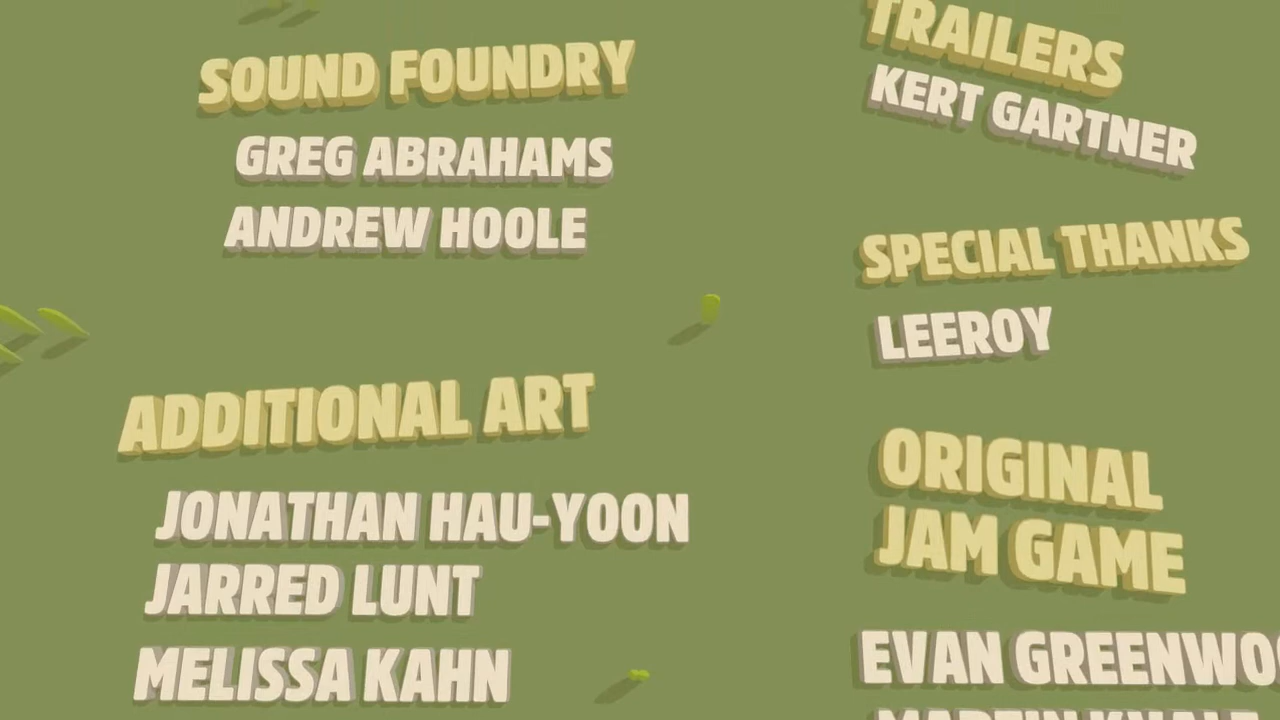 SOUND FOUNDRY
GREG ABRAHAMS
ANDREW HOOLE
ADDITIONAL ART
JONATHAN HAU-YOON
JARRED LUNT
MELISSA KAHN
TRAILERS
KERT GARTNER
SPECIAL THANKS
LEEROY
ORIGINAL
JAM GAME
EVAN